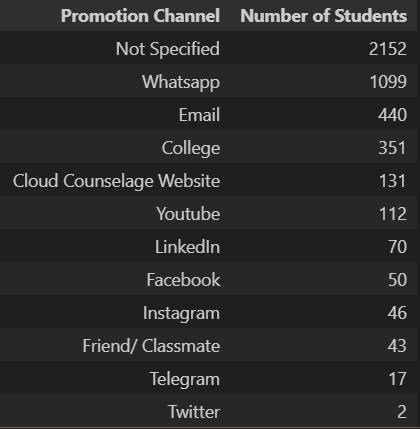 Promotion Channel Number of Students
Not Specified 2152
Whatsapp 1099
Email 440
College 351
Cloud Counselage Website 131
Youtube 112
LinkedIn 70
Facebook 50
Instagram 46
Friend/ Classmate 43
Telegram 17
Twitter 2